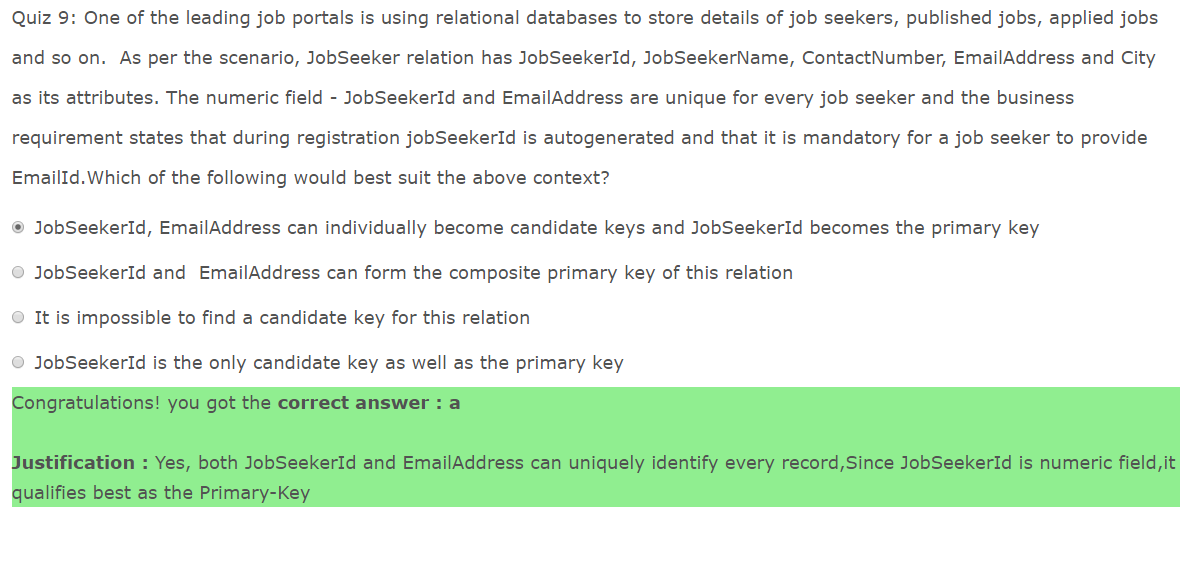 Quiz 9: One of the leading job portals is using relational databases to store details of job seekers, published jobs, applied jobs
and so on.  As per the scenario, JobSeeker relation has JobSeekerId, JobSeekerName, ContactNumber, EmailAddress and City
as its attributes. The numeric field - JobSeekerId and EmailAddress are unique for every job seeker and the business
requirement states that during registration jobSeekerId is autogenerated and that it is mandatory for a job seeker to provide
EmailId.Which of the following would best suit the above context?
JobSeekerId, EmailAddress can individually become candidate keys and JobSeekerId becomes the primary key
JobSeekerId and  EmailAddress can form the composite primary key of this relation
It is impossible to find a candidate key for this relation
JobSeekerId is the only candidate key as well as the primary key
Congratulations! you got the correct answer : a
Justification : Yes, both JobSeekerId and EmailAddress can uniquely identify every record,Since JobSeekerId is numeric field,it
qualifies best as the Primary-Key